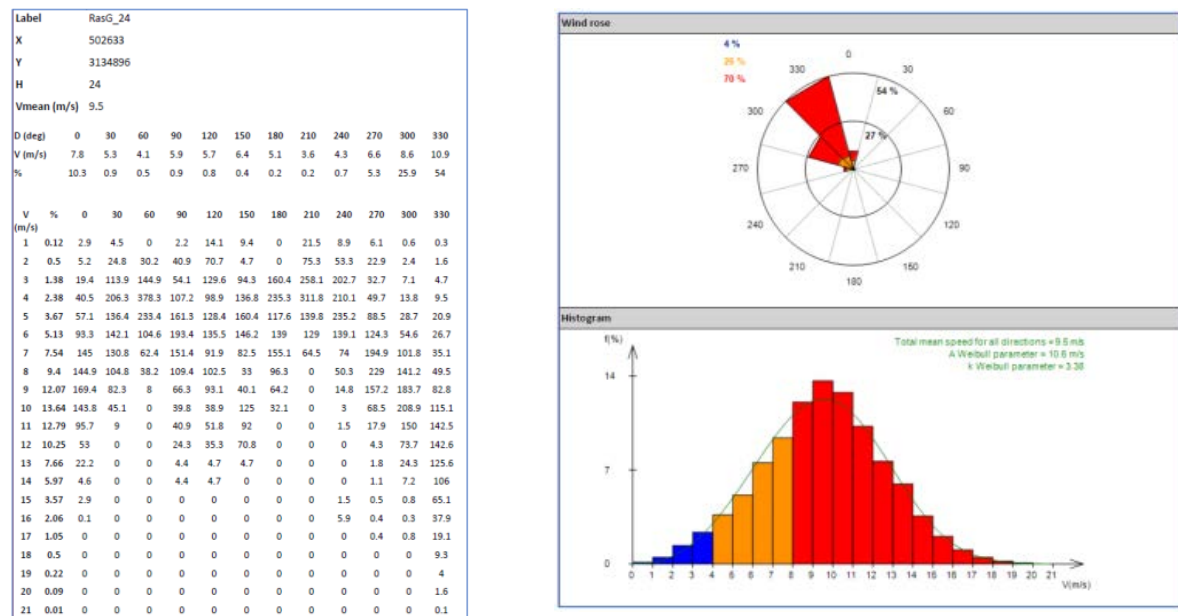 Label RasG_24
X 502633
Y 3134896
H 24
Vmean (m/s) 9.5
D (deg) 0 30 60 90 120 150 180 210 240 270 300 330
V (m/s) 7.8 5.3 4.1 5.9 5.7 6.4 5.1 3.6 4.3 6.6 8.6 10.9
% 10.3 0.9 0.5 0.9 0.8 0.4 0.2 0.2 0.7 5.3 25.9 54
V % 0 30 60 90 120 150 180 210 240 270 300 330
(m/s)
1 0.12 2.9 4.5 0 2.2 14.1 9.4 0 21.5 8.9 6.1 0.6 0.3
2 0.5 5.2 24.8 30.2 40.9 70.7 4.7 0 75.3 53.3 22.9 2.4 1.6
3 1.38 19.4 113.9 144.9 54.1 129.6 94.3 160.4 258.1 202.7 32.7 7.1 4.7
4 2.38 40.5 206.3 378.3 107.2 98.9 136.8 235.3 311.8 210.1 49.7 13.8 9.5
5 3.67 57.1 136.4 233.4 161.3 128.4 160.4 117.6 139.8 235.2 88.5 28.7 20.9
6 5.13 93.3 142.1 104.6 193.4 135.5 146.2 139 129 139.1 124.3 54.6 26.7
7 7.54 145 130.8 62.4 151.4 91.9 82.5 155.1 64.5 74 194.9 101.8 35.1
8 9.4 144.9 104.8 38.2 109.4 102.5 33 96.3 0 50.3 229 141.2 49.5
9 12.07 169.4 82.3 8 66.3 93.1 40.1 64.2 0 14.8 157.2 183.7 82.8
10 13.64 143.8 45.1 0 39.8 38.9 125 32.1 0 3 68.5 208.9 115.1
11 12.79 95.7 9 0 40.9 51.8 92 0 0 1.5 17.9 150 142.5
12 10.25 53 0 0 24.3 35.3 70.8 0 0 0 4.3 73.7 142.6
13 7.66 22.2 0 0 4.4 4.7 4.7 0 0 0 1.8 24.3 125.6
14 5.97 4.6 0 0 4.4 4.7 0 0 0 0 1.1 7.2 106
15 3.57 2.9 0 0 0 0 0 0 0 1.5 0.5 0.8 65.1
16 2.06 0.1 0 0 0 0 0 0 0 5.9 0.4 0.3 37.9
17 1.05 0 0 0 0 0 0 0 0 0 0.4 0.8 19.1
18 0.5 0 0 0 0 0 0 0 0 0 0 0 9.3
19 0.22 0 0 0 0 0 0 0 0 0 0 0 4
20 0.09 0 0 0 0 0 0 0 0 0 0 0 1.6
21 0.01 0 0 0 0 0 0 0 0 0 0 0 0.1
Wind rose
4 %
26 %
70 %
0
330 30
54 %
300 60
27 %
270 90
240 120
210 150
180
Histogram
f(%)
Total mean speed for all directions = 9.5 m/s
A Weibull parameter = 10.6 m/s
k Weibull parameter = 3.38
14
7
0
0 1 2 3 4 5 6 7 8 9 10 11 12 13 14 15 16 17 18 19 20 21
V(m/s)